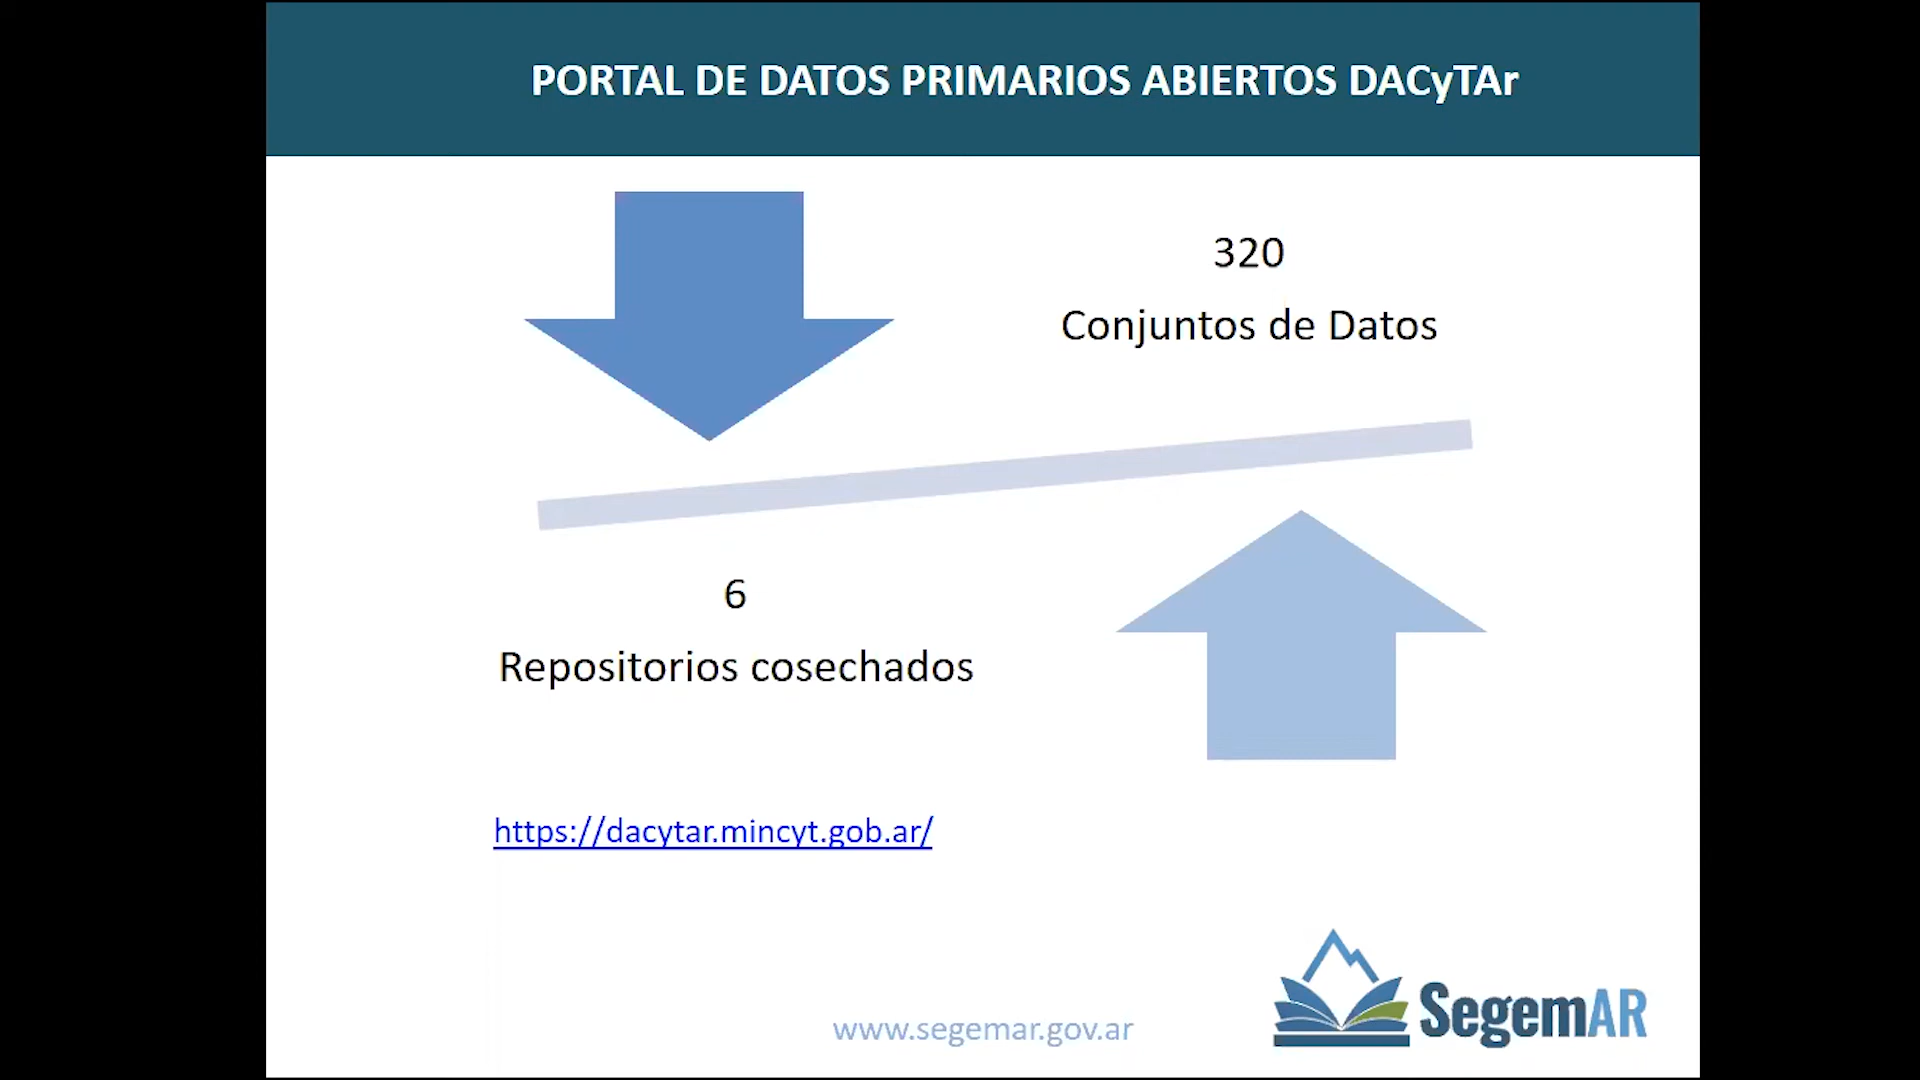 PORTAL DE DATOS PRIMARIOS ABIERTOS DACyTAr
320
Conjuntos de Datos
6
Repositorios cosechados
https://dacytar.mincyt.gob.ar/
www.segemar.gov.ar
SegemAR